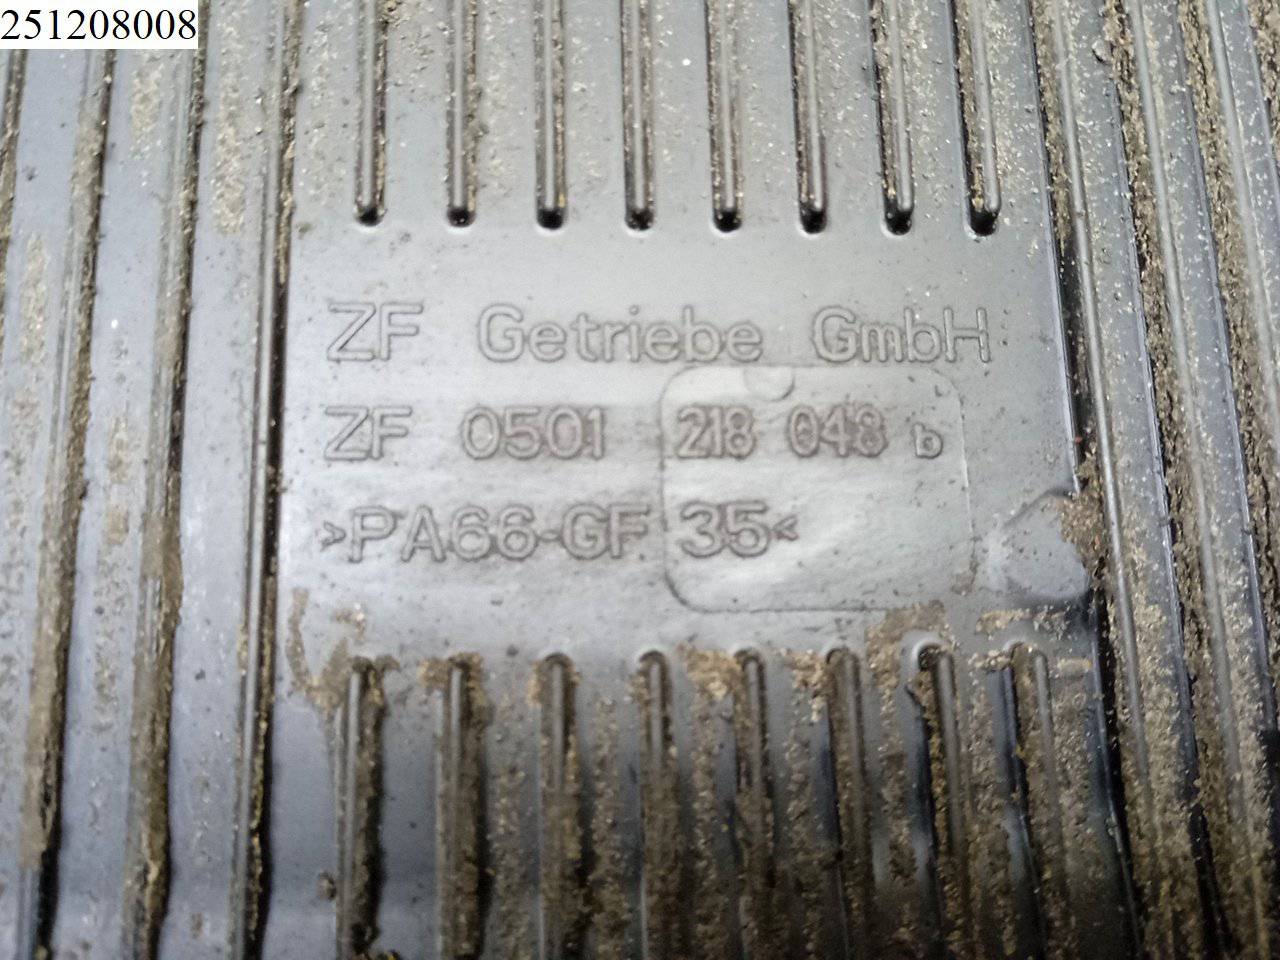 251208008
ZF Getriebe GmbH
ZF 0501 218 048 b
>PA66-GF 35<